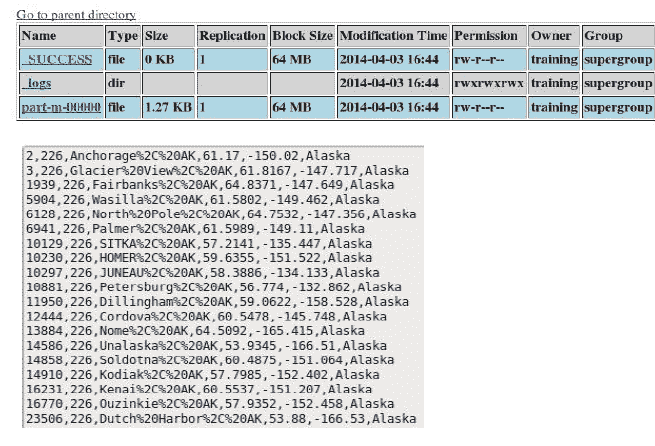 Go to parent directory
Name Type Size Replication Block Size Modification Time Permission Owner Group
_SUCCESS file 0 KB 1 64 MB 2014-04-03 16:44 rw-r--r-- training supergroup
_logs dir 2014-04-03 16:44 rwxrwxrwx training supergroup
part-m-00000 file 1.27 KB 1 64 MB 2014-04-03 16:44 rw-r--r-- training supergroup
2,226,Anchorage%2C%20AK,61.17,-150.02,Alaska
3,226,Glacier%20View%2C%20AK,61.8167,-147.717,Alaska
1939,226,Fairbanks%2C%20AK,64.8371,-147.649,Alaska
5904,226,Wasilla%2C%20AK,61.5802,-149.462,Alaska
6128,226,North%20Pole%2C%20AK,64.7532,-147.356,Alaska
6941,226,Palmer%2C%20AK,61.5989,-149.11,Alaska
10129,226,SITKA%2C%20AK,57.2141,-135.447,Alaska
10230,226,HOMER%2C%20AK,59.6355,-151.522,Alaska
10297,226,JUNEAU%2C%20AK,58.3886,-134.133,Alaska
10881,226,Petersburg%2C%20AK,56.774,-132.862,Alaska
11950,226,Dillingham%2C%20AK,59.0622,-158.528,Alaska
12444,226,Cordova%2C%20AK,60.5478,-145.748,Alaska
13884,226,Nome%2C%20AK,64.5092,-165.415,Alaska
14586,226,Unalaska%2C%20AK,53.9345,-166.51,Alaska
14858,226,Soldotna%2C%20AK,60.4875,-151.064,Alaska
14910,226,Kodiak%2C%20AK,57.7985,-152.402,Alaska
16231,226,Kenai%2C%20AK,60.5537,-151.207,Alaska
16770,226,Ouzinkie%2C%20AK,57.9352,-152.458,Alaska
23506,226,Dutch%20Harbor%2C%20AK,53.88,-166.53,Alaska